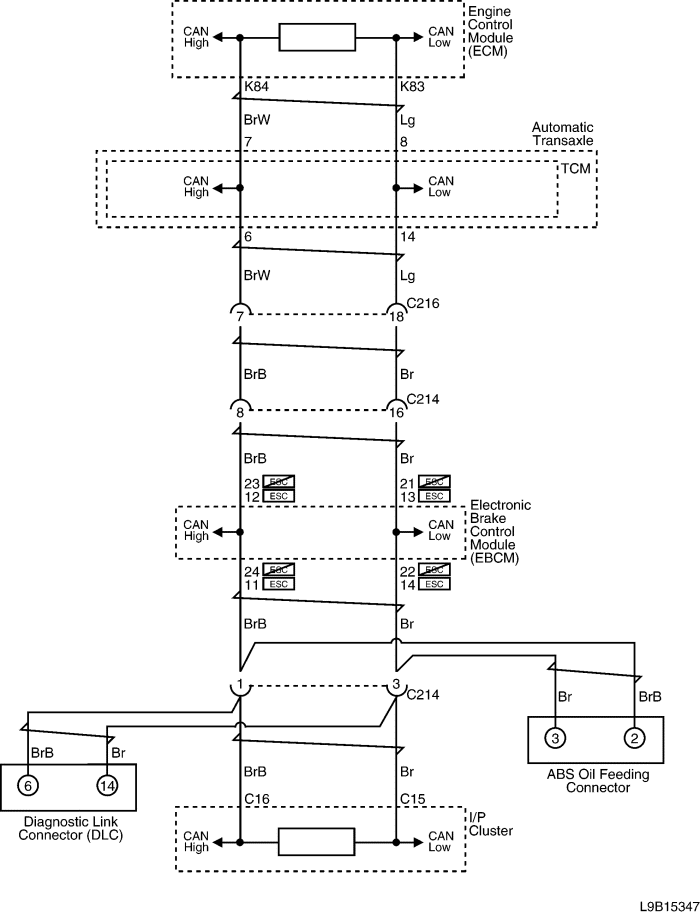 Engine
Control
Module
(ECM)
CAN
High
CAN
Low
K84
K83
BrW
Lg
7
8
Automatic
Transaxle
TCM
CAN
High
CAN
Low
6
14
BrW
Lg
C216
7
18
BrB
Br
C214
8
16
BrB
Br
23 ESC
21 ESC
12 ESC
13 ESC
Electronic
Brake
Control
Module
(EBCM)
CAN
High
CAN
Low
24 ESC
22 ESC
11 ESC
14 ESC
BrB
Br
1
3
C214
Br
BrB
3
2
ABS Oil Feeding
Connector
BrB
Br
6
14
Diagnostic Link
Connector (DLC)
BrB
Br
C16
C15
I/P
Cluster
CAN
High
CAN
Low
L9B15347